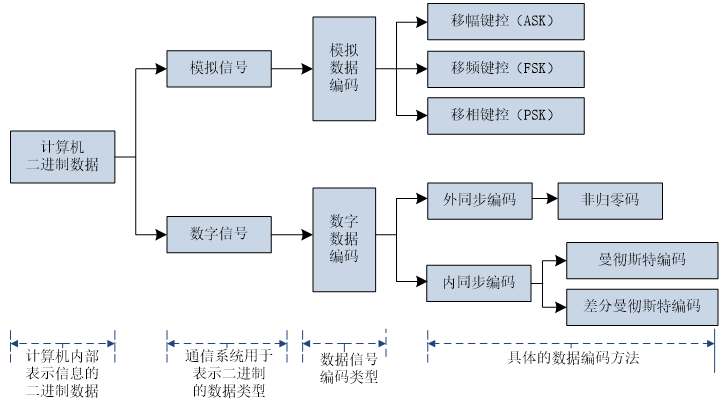 计算机
二进制数据
模拟信号
模拟
数据
编码
移幅键控（ASK）
移频键控（FSK）
移相键控（PSK）
数字信号
数字
数据
编码
外同步编码
非归零码
内同步编码
曼彻斯特编码
差分曼彻斯特编码
计算机内部
表示信息的
二进制数据
通信系统用于
表示二进制
的数据类型
数据信号
编码类型
具体的数据编码方法